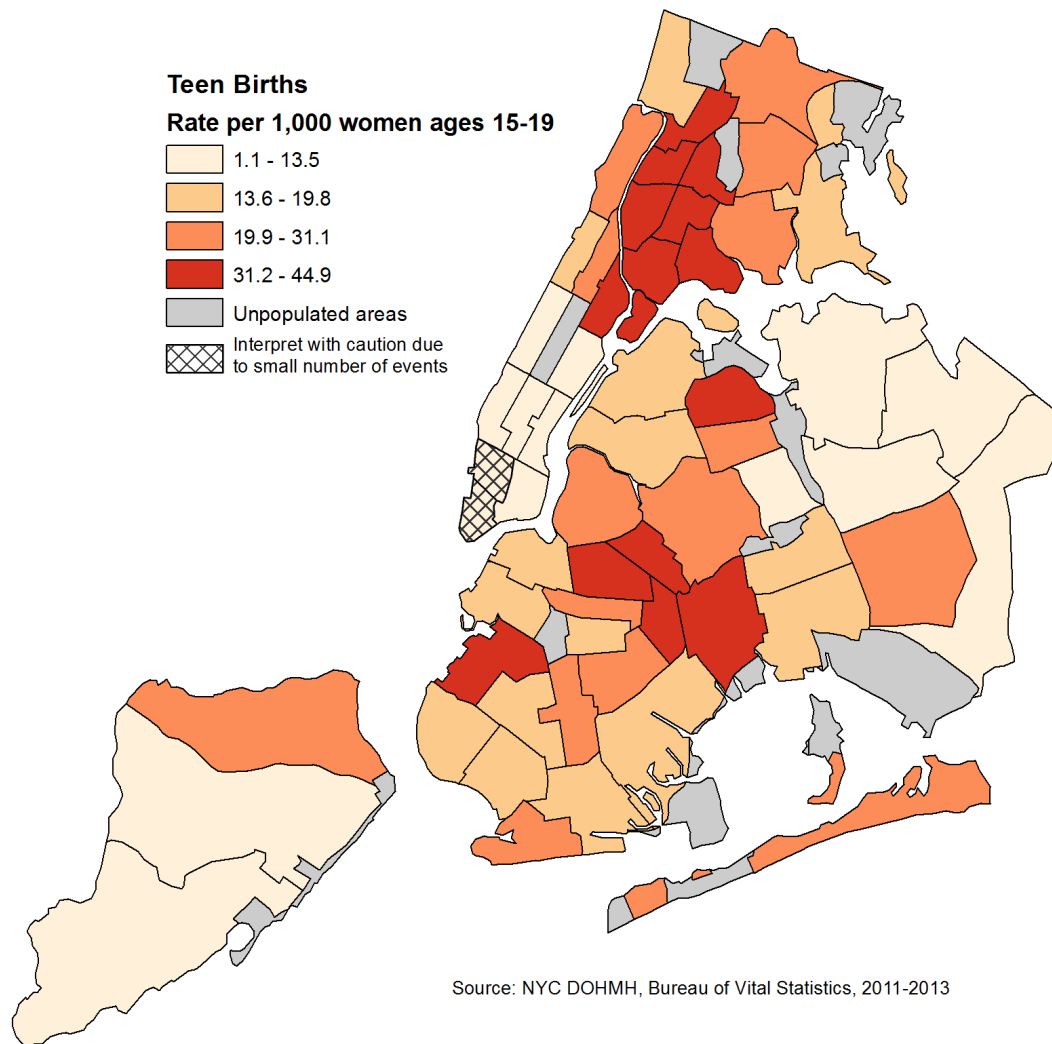 Teen Births
Rate per 1,000 women ages 15-19
1.1 - 13.5
13.6 - 19.8
19.9 - 31.1
31.2 - 44.9
Unpopulated areas
Interpret with caution due
to small number of events
Source: NYC DOHMH, Bureau of Vital Statistics, 2011-2013